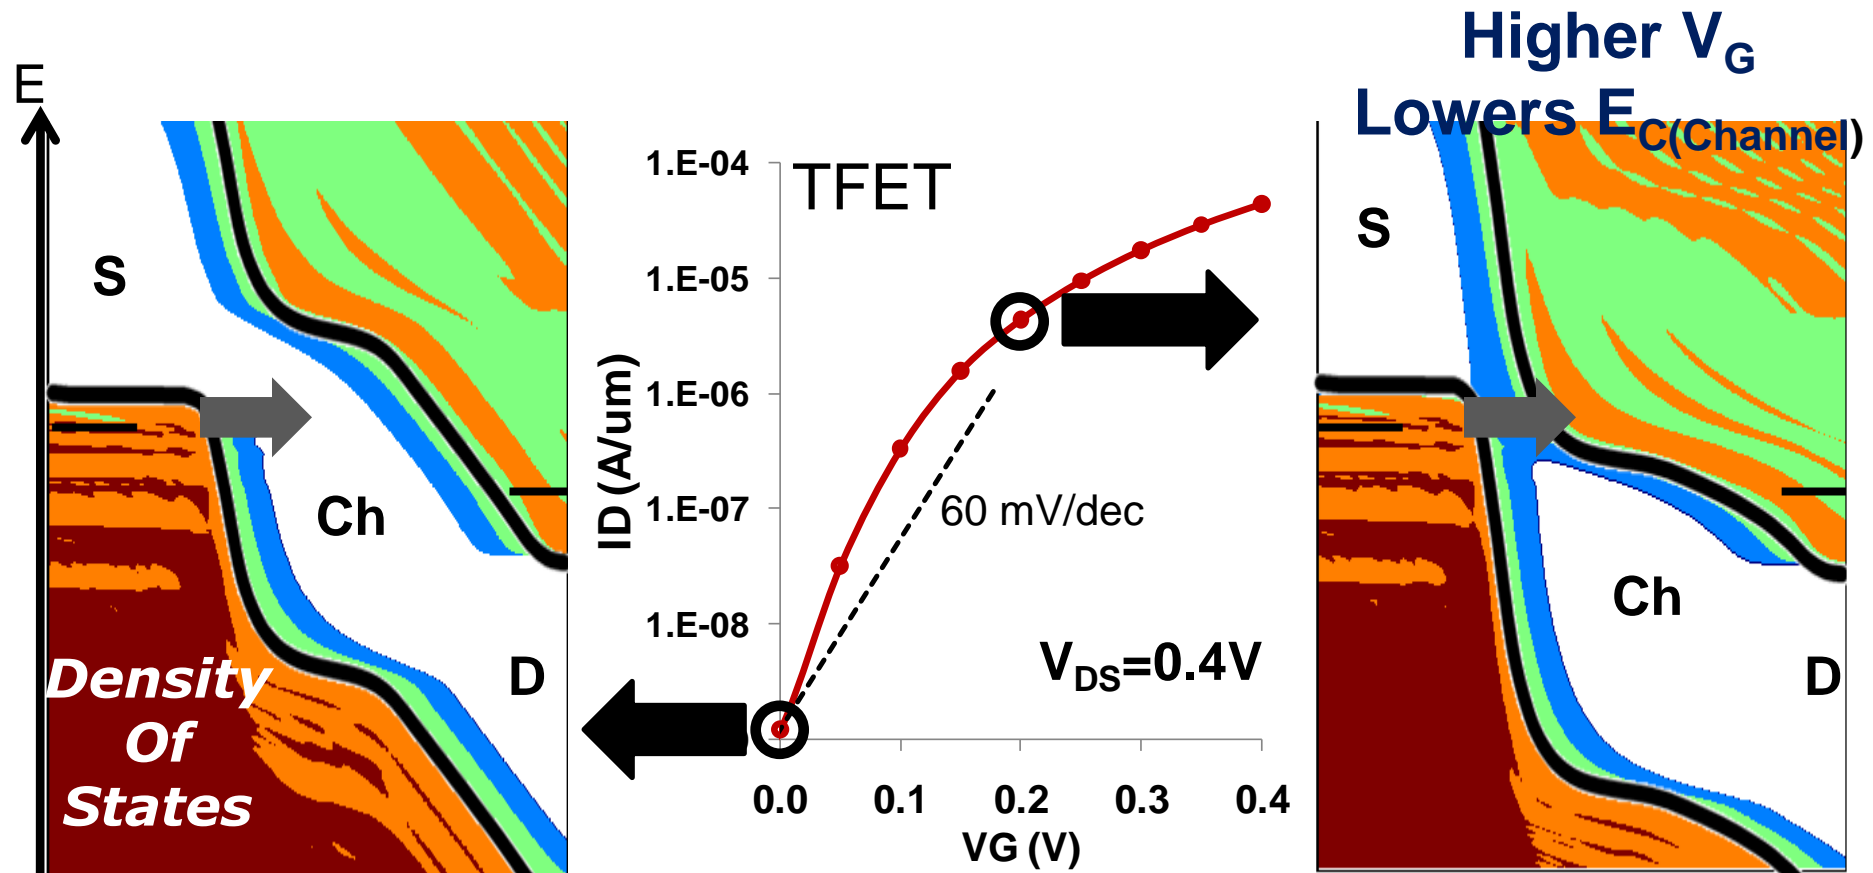 Higher VG
Lowers EC(Channel)
E
S
Ch
D
Density
Of
States
TFET
1.E-04
1.E-05
1.E-06
1.E-07
1.E-08
ID (A/um)
60 mV/dec
VDS=0.4V
0.0 0.1 0.2 0.3 0.4
VG (V)
S
Ch
D